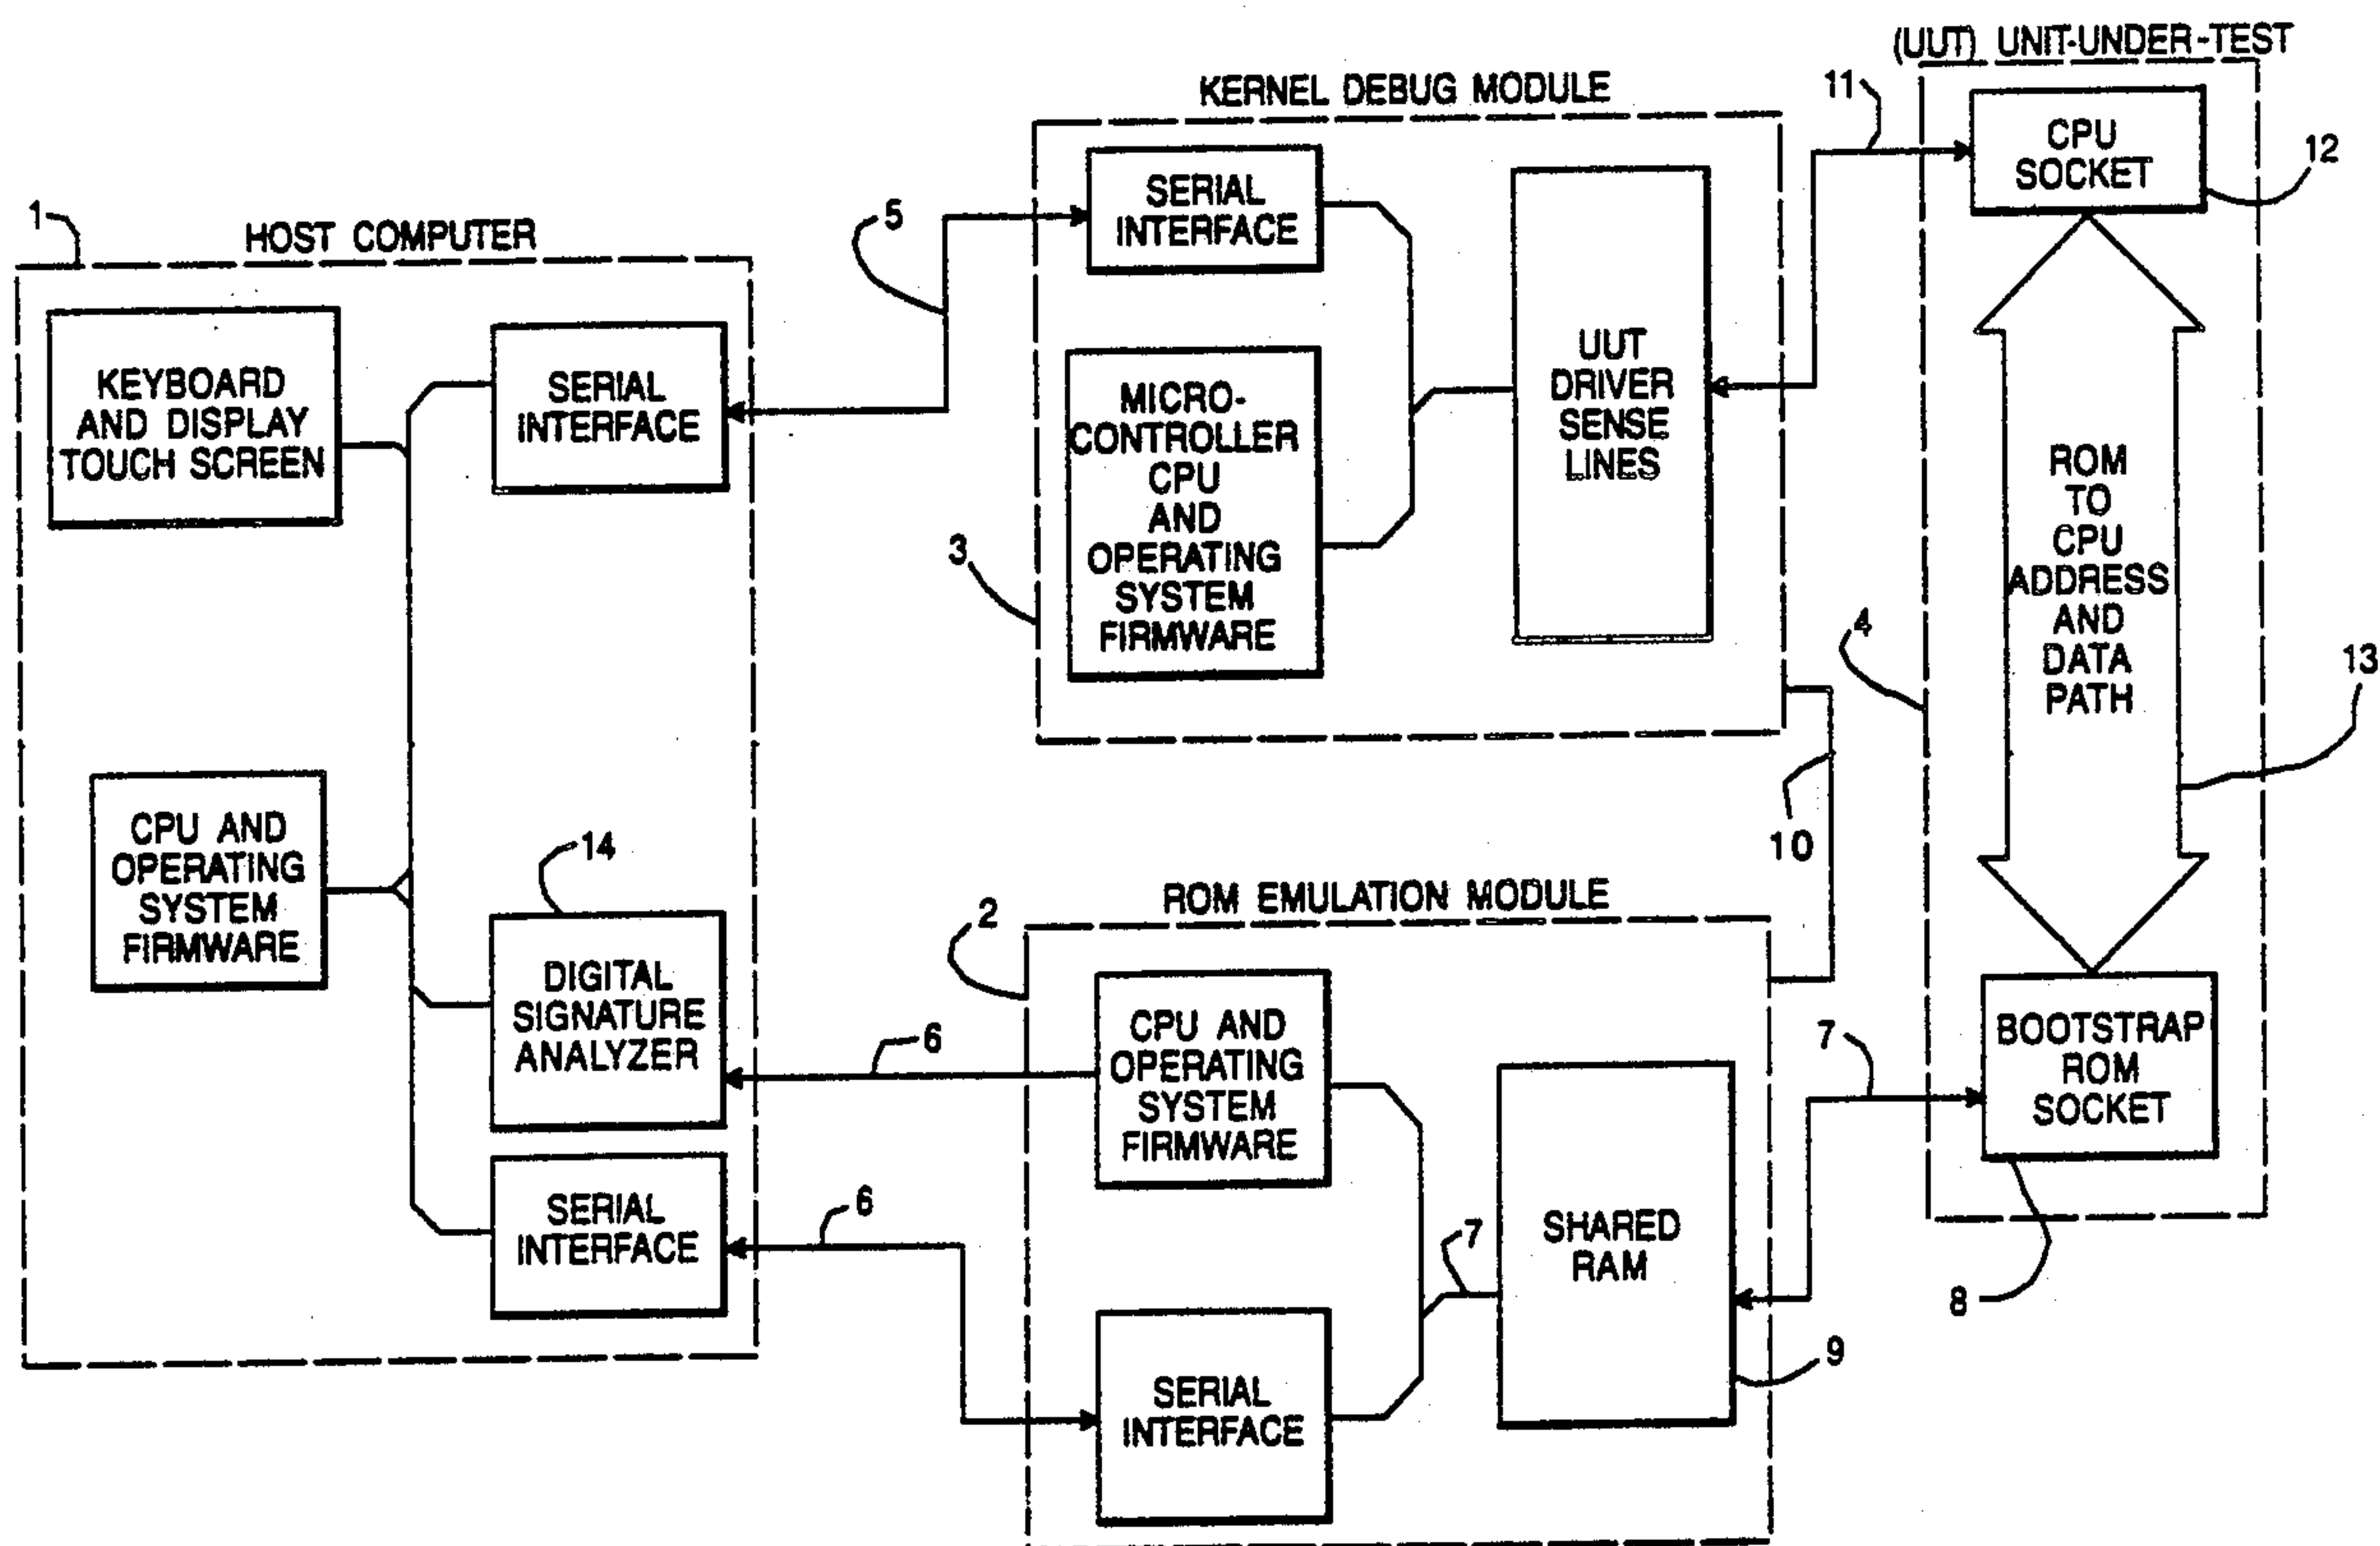 (UUT) UNIT-UNDER-TEST
KERNEL DEBUG MODULE
11
CPU
SOCKET
12
SERIAL
INTERFACE
1
HOST COMPUTER
5
KEYBOARD
AND DISPLAY
TOUCH SCREEN
SERIAL
INTERFACE
MICRO-
CONTROLLER
CPU
AND
OPERATING
SYSTEM
FIRMWARE
UUT
DRIVER
SENSE
LINES
3
ROM
TO
CPU
ADDRESS
AND
DATA
PATH
4
13
10
CPU AND
OPERATING
SYSTEM
FIRMWARE
14
DIGITAL
SIGNATURE
ANALYZER
2
ROM EMULATION MODULE
6
CPU AND
OPERATING
SYSTEM
FIRMWARE
7
BOOTSTRAP
ROM
SOCKET
8
SERIAL
INTERFACE
6
7
SHARED
RAM
9
SERIAL
INTERFACE